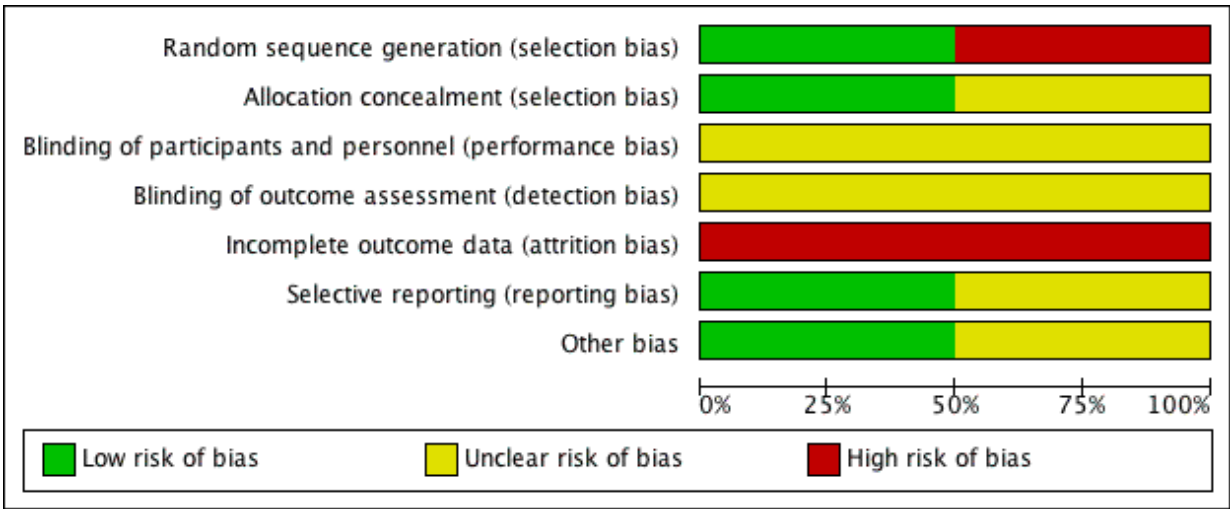 Random sequence generation (selection bias)
Allocation concealment (selection bias)
Blinding of participants and personnel (performance bias)
Blinding of outcome assessment (detection bias)
Incomplete outcome data (attrition bias)
Selective reporting (reporting bias)
Other bias
0% 25% 50% 75% 100%
Low risk of bias Unclear risk of bias High risk of bias